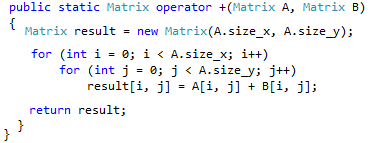 public static Matrix operator +(Matrix A, Matrix B)
{
Matrix result = new Matrix(A.size_x, A.size_y);
for (int i = 0; i < A.size_x; i++)
for (int j = 0; j < A.size_y; j++)
result[i, j] = A[i, j] + B[i, j];
return result;
}
}